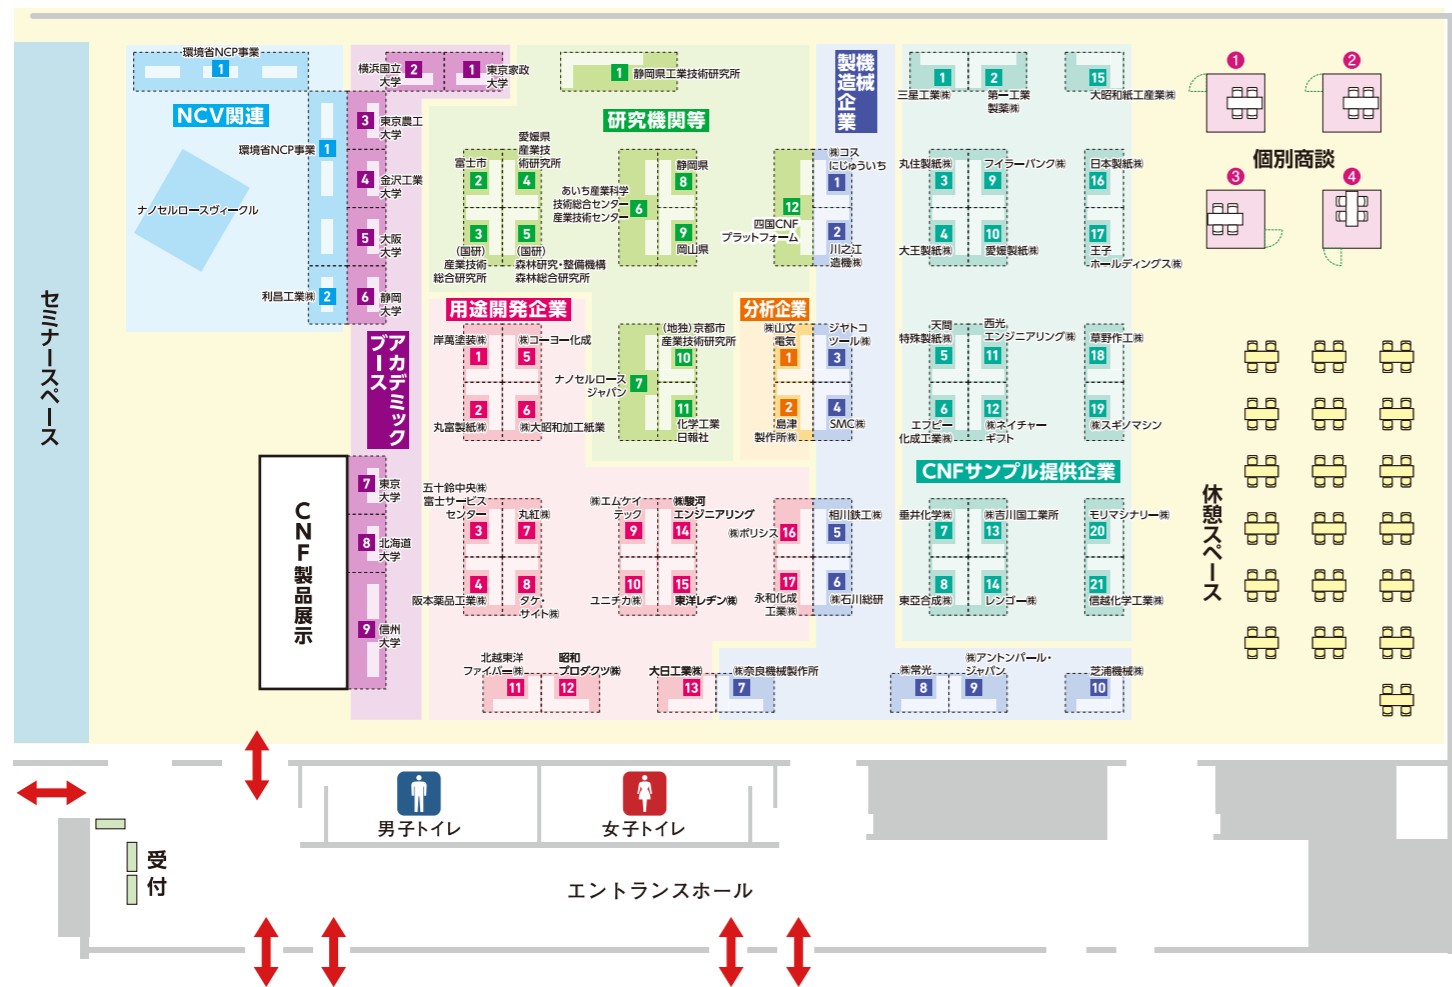 セミナースペース
環境省NCP事業
1
NCV関連
環境省NCP事業
1
ナノセルロースヴィークル
利昌工業㈱
2
横浜国立
大学
2
1
東京家政
大学
3
東京農工
大学
4
金沢工業
大学
5
大阪
大学
6
静岡
大学
アカデミック
ブース
7
東京
大学
8
北海道
大学
9
信州
大学
CNF製品展示
1
静岡県工業技術研究所
研究機関等
富士市
2
愛媛県
産業技
術研究所
4
3
(国研)
産業技術
総合研究所
5
(国研)
森林研究・整備機構
森林総合研究所
あいち産業科学
技術総合センター
産業技術センター
6
静岡県
8
9
岡山県
12
四国CNF
プラットフォーム
ナノセルロース
ジャパン
7
(地独)京都市
産業技術研究所
10
11
化学工業
日報社
用途開発企業
岸萬塗装㈱
1
㈱コーヨー化成
5
2
丸富製紙㈱
6
㈱大昭和加工紙業
五十鈴中央㈱
富士サービス
センター
3
丸紅㈱
7
4
阪本薬品工業㈱
8
タケ・
サイト㈱
㈱エムケイ
テック
9
㈱駿河
エンジニアリング
14
10
ユニチカ㈱
15
東洋レヂン㈱
㈱ポリシス
16
17
永和化成
工業㈱
北越東洋
ファイバー㈱
11
昭和
プロダクツ㈱
12
大日工業㈱
13
分析企業
㈱山文
電気
1
2
島津
製作所㈱
機械
製造企業
㈱コス
にじゅういち
1
2
川之江
造機㈱
ジヤトコ
ツール㈱
3
4
SMC㈱
相川鉄工㈱
5
6
㈱石川総研
㈱奈良機械製作所
7
㈱常光
8
㈱アントンパール・
ジャパン
9
芝浦機械㈱
10
1
三星工業㈱
2
第一工業
製薬㈱
15
大昭和紙工産業㈱
丸住製紙㈱
3
フイラーバンク㈱
9
日本製紙㈱
16
4
大王製紙㈱
10
愛媛製紙㈱
17
王子
ホールディングス㈱
天間
特殊製紙㈱
5
西光
エンジニアリング㈱
11
草野作工㈱
18
6
エフピー
化成工業㈱
12
㈱ネイチャー
ギフト
19
㈱スギノマシン
CNFサンプル提供企業
垂井化学㈱
7
㈱吉川国工業所
13
モリマシナリー㈱
20
8
東亞合成㈱
14
レンゴー㈱
21
信越化学工業㈱
1
2
個別商談
3
4
休憩スペース
男子トイレ
女子トイレ
受付
エントランスホール